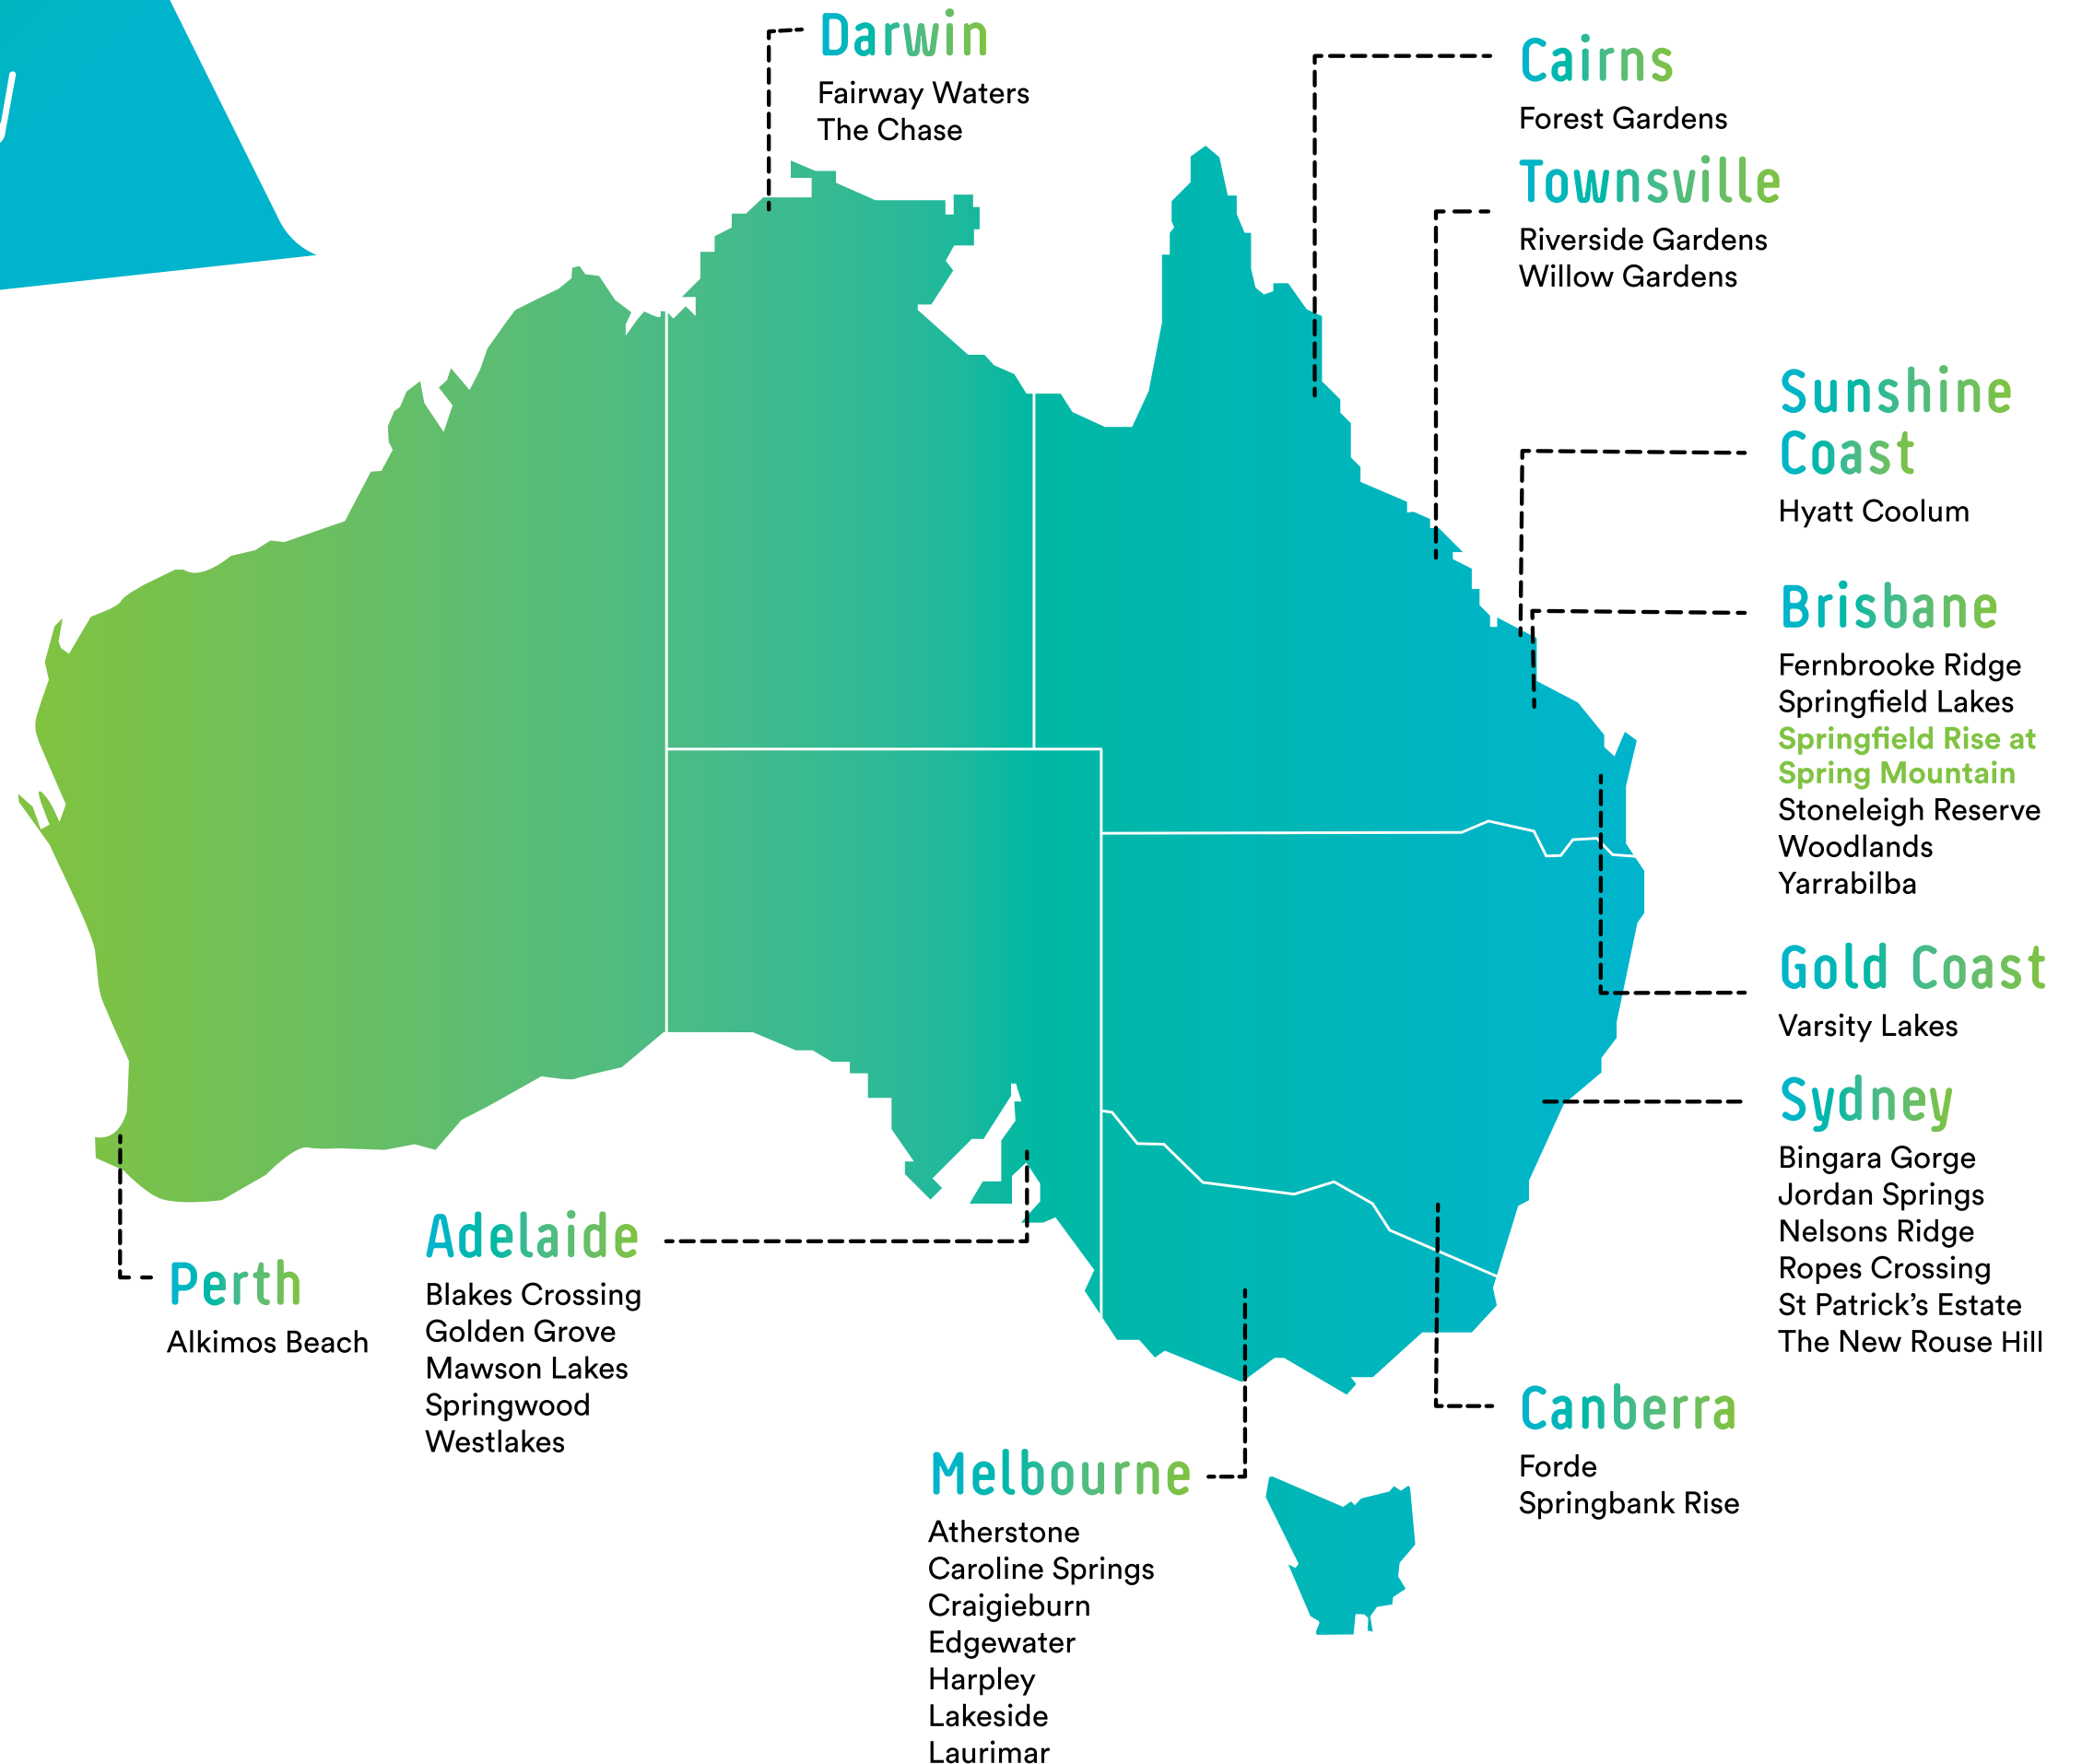 Darwin
Fairway Waters
The Chase
Cairns
Forest Gardens
Townsville
Riverside Gardens
Willow Gardens
Sunshine
Coast
Hyatt Coolum
Brisbane
Fernbrooke Ridge
Springfield Lakes
Springfield Rise at
Spring Mountain
Stoneleigh Reserve
Woodlands
Yarrabilba
Gold Coast
Varsity Lakes
Sydney
Bingara Gorge
Jordan Springs
Nelsons Ridge
Ropes Crossing
St Patrick’s Estate
The New Rouse Hill
Canberra
Forde
Springbank Rise
Melbourne
Atherstone
Caroline Springs
Craigieburn
Edgewater
Harpley
Lakeside
Laurimar
Adelaide
Blakes Crossing
Golden Grove
Mawson Lakes
Springwood
Westlakes
Perth
Alkimos Beach